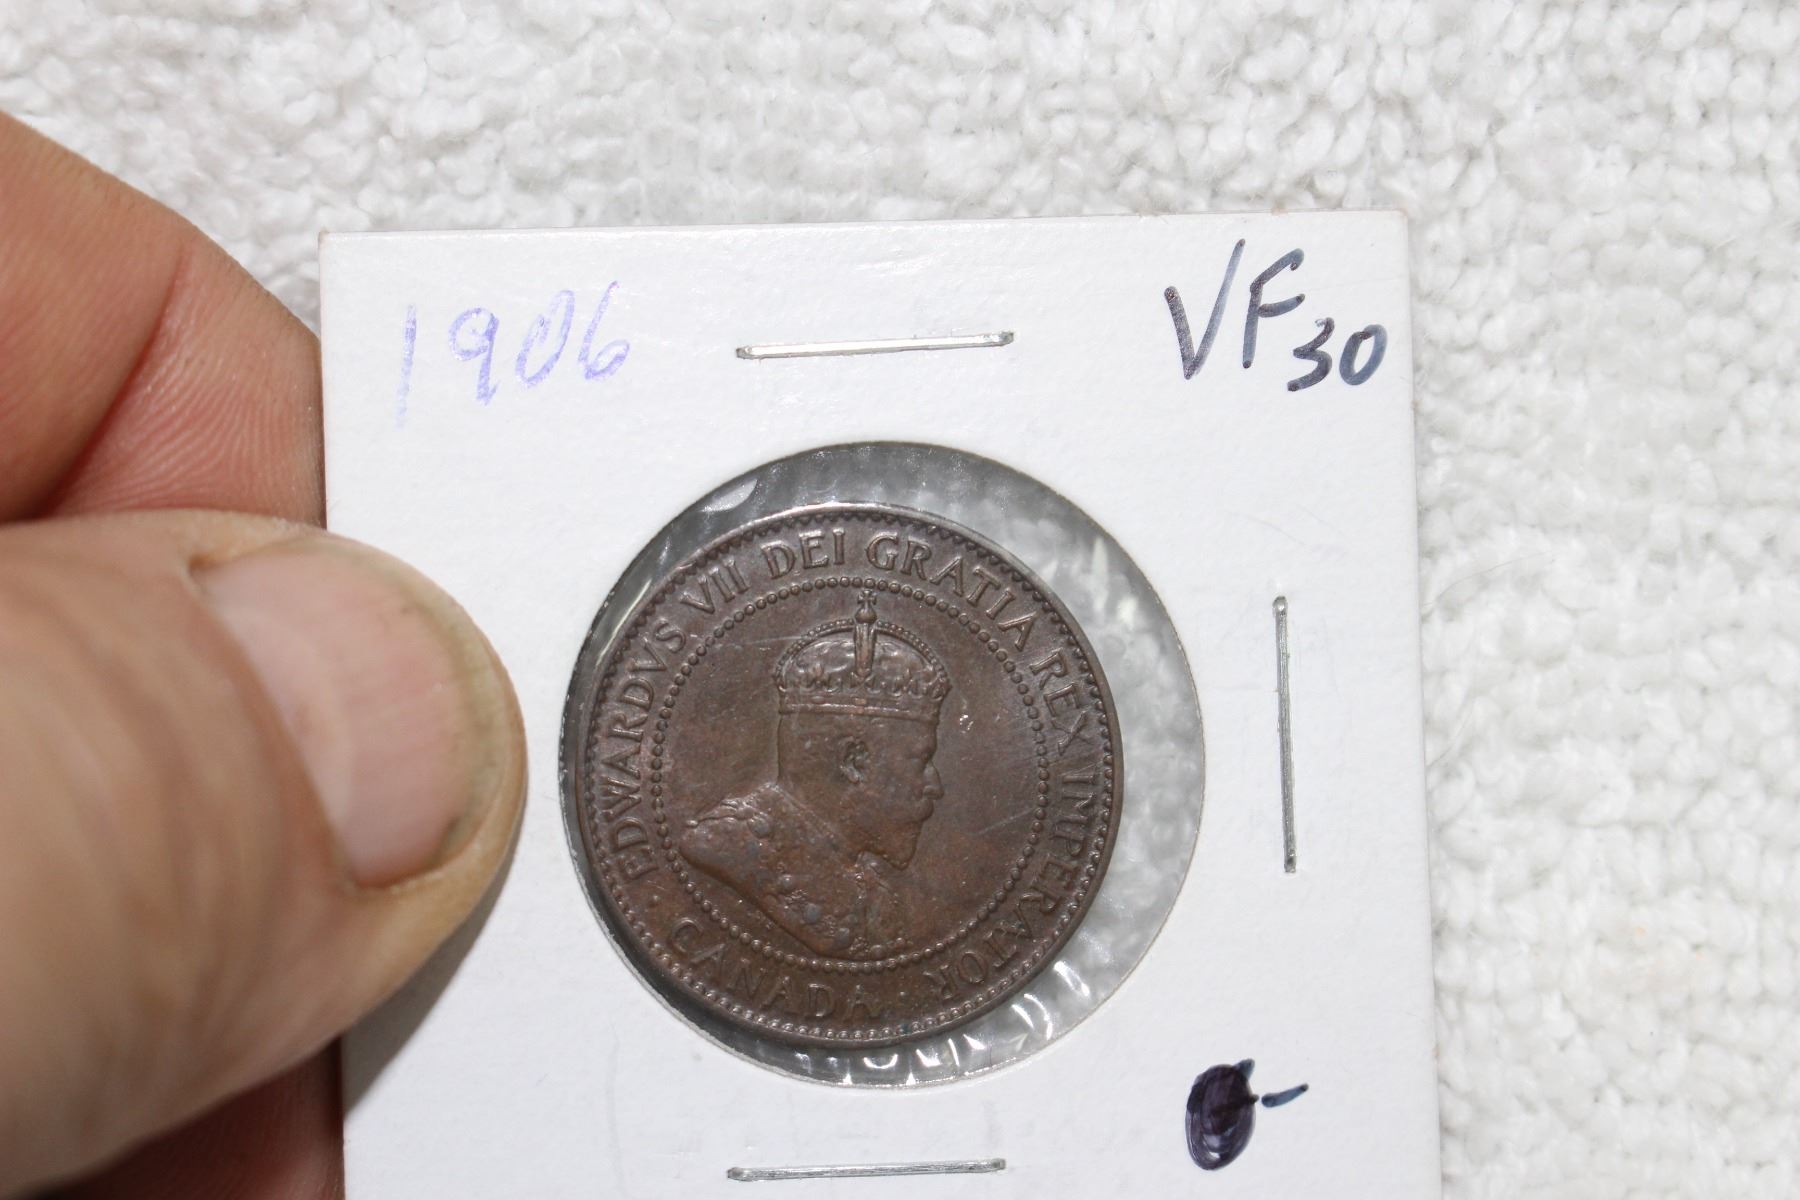 1906
VF30
EDWARDVS VII DEI GRATIA REX IMPERATOR
CANADA